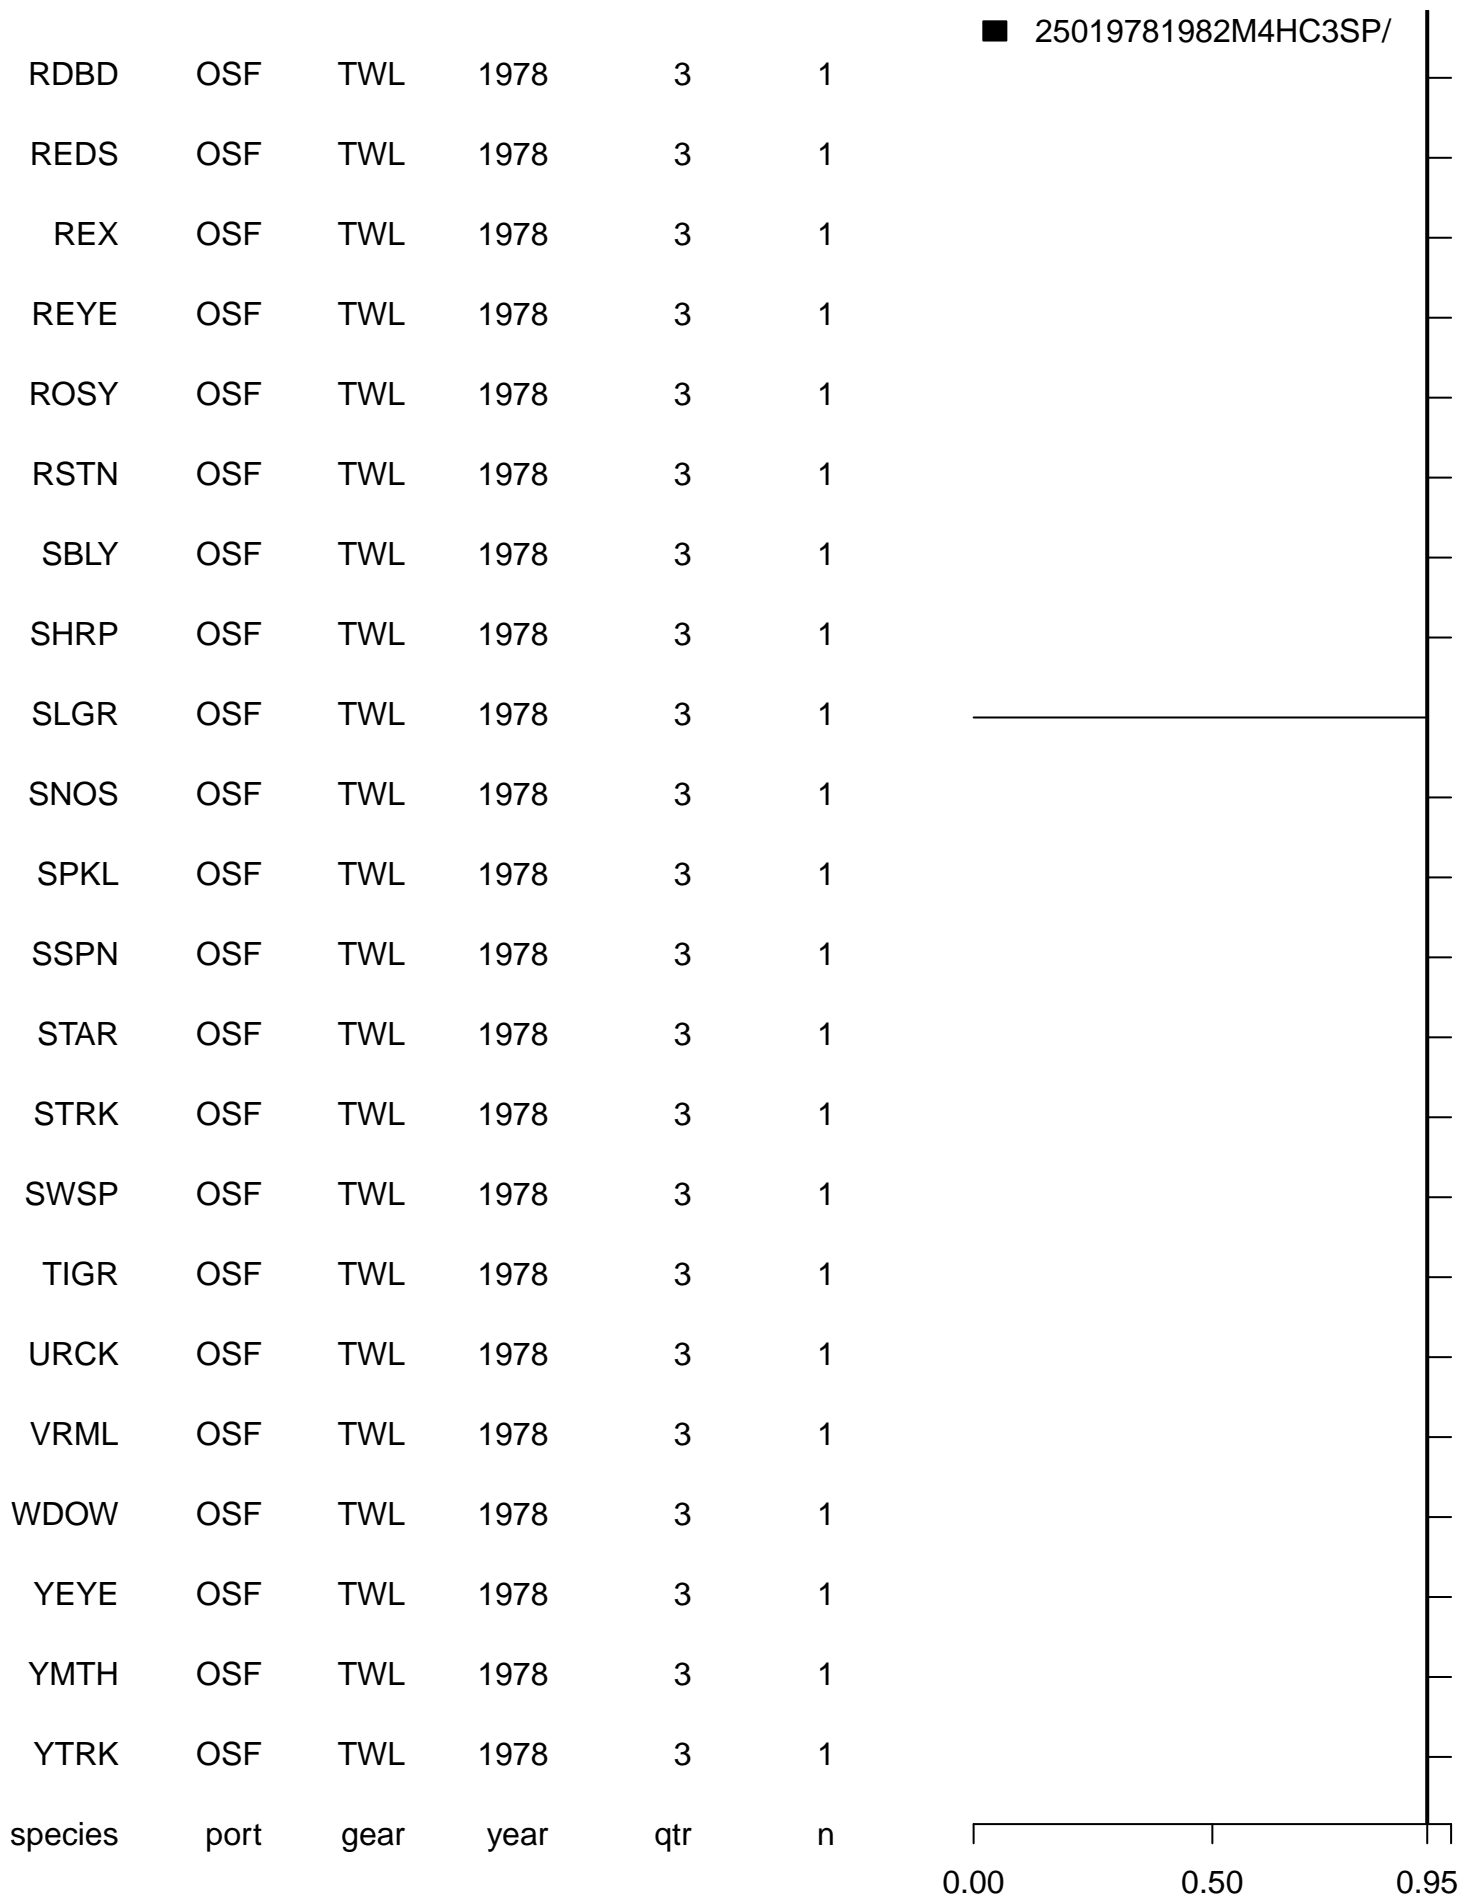 25019781982M4HC3SP/
RDBD OSF TWL 1978 3 1
REDS OSF TWL 1978 3 1
REX OSF TWL 1978 3 1
REYE OSF TWL 1978 3 1
ROSY OSF TWL 1978 3 1
RSTN OSF TWL 1978 3 1
SBLY OSF TWL 1978 3 1
SHRP OSF TWL 1978 3 1
SLGR OSF TWL 1978 3 1
SNOS OSF TWL 1978 3 1
SPKL OSF TWL 1978 3 1
SSPN OSF TWL 1978 3 1
STAR OSF TWL 1978 3 1
STRK OSF TWL 1978 3 1
SWSP OSF TWL 1978 3 1
TIGR OSF TWL 1978 3 1
URCK OSF TWL 1978 3 1
VRML OSF TWL 1978 3 1
WDOW OSF TWL 1978 3 1
YEYE OSF TWL 1978 3 1
YMTH OSF TWL 1978 3 1
YTRK OSF TWL 1978 3 1
species port gear year qtr n
0.00 0.50 0.95